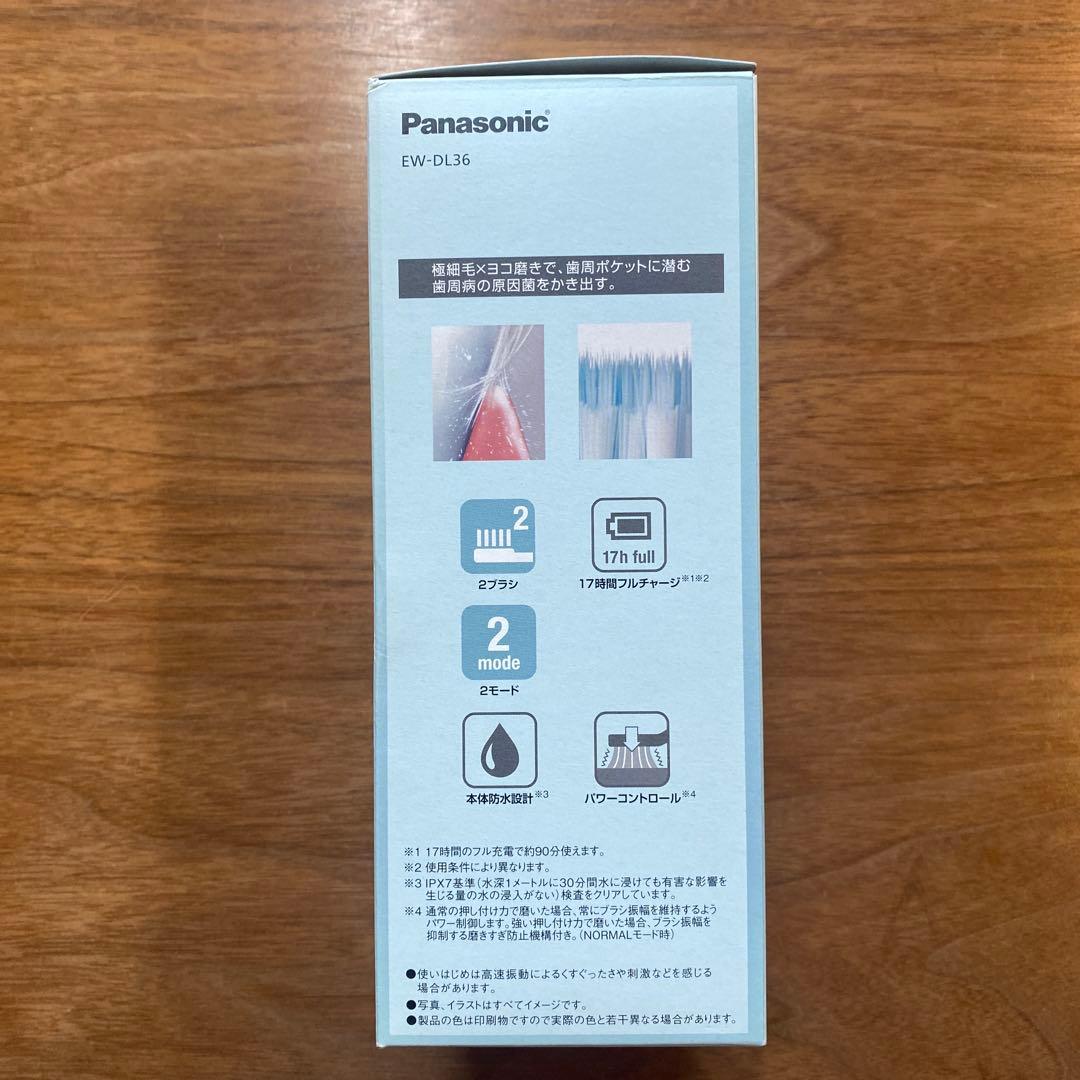 Panasonic®
EW-DL36
極細毛×ヨコ磨きで、歯周ポケットに潜む
歯周病の原因菌をかき出す。
2
2ブラシ
17h full
17時間フルチャージ※1※2
2
mode
2モード
本体防水設計※3
パワーコントロール※4
※1 17時間のフル充電で約90分使えます。
※2 使用条件により異なります。
※3 IPX7基準(水深1メートルに30分間水に浸けても有害な影響を
生じる量の水の浸入がない)検査をクリアしています。
※4 通常の押し付け力で磨いた場合、常にブラシ振幅を維持するよう
パワー制御します。強い押し付け力で磨いた場合、ブラシ振幅を
抑制する磨きすぎ防止機構付き。(NORMALモード時)
●使いはじめは高速振動によるくすぐったさや刺激などを感じる
場合があります。
●写真、イラストはすべてイメージです。
●製品の色は印刷物ですので実際の色と若干異なる場合があります。